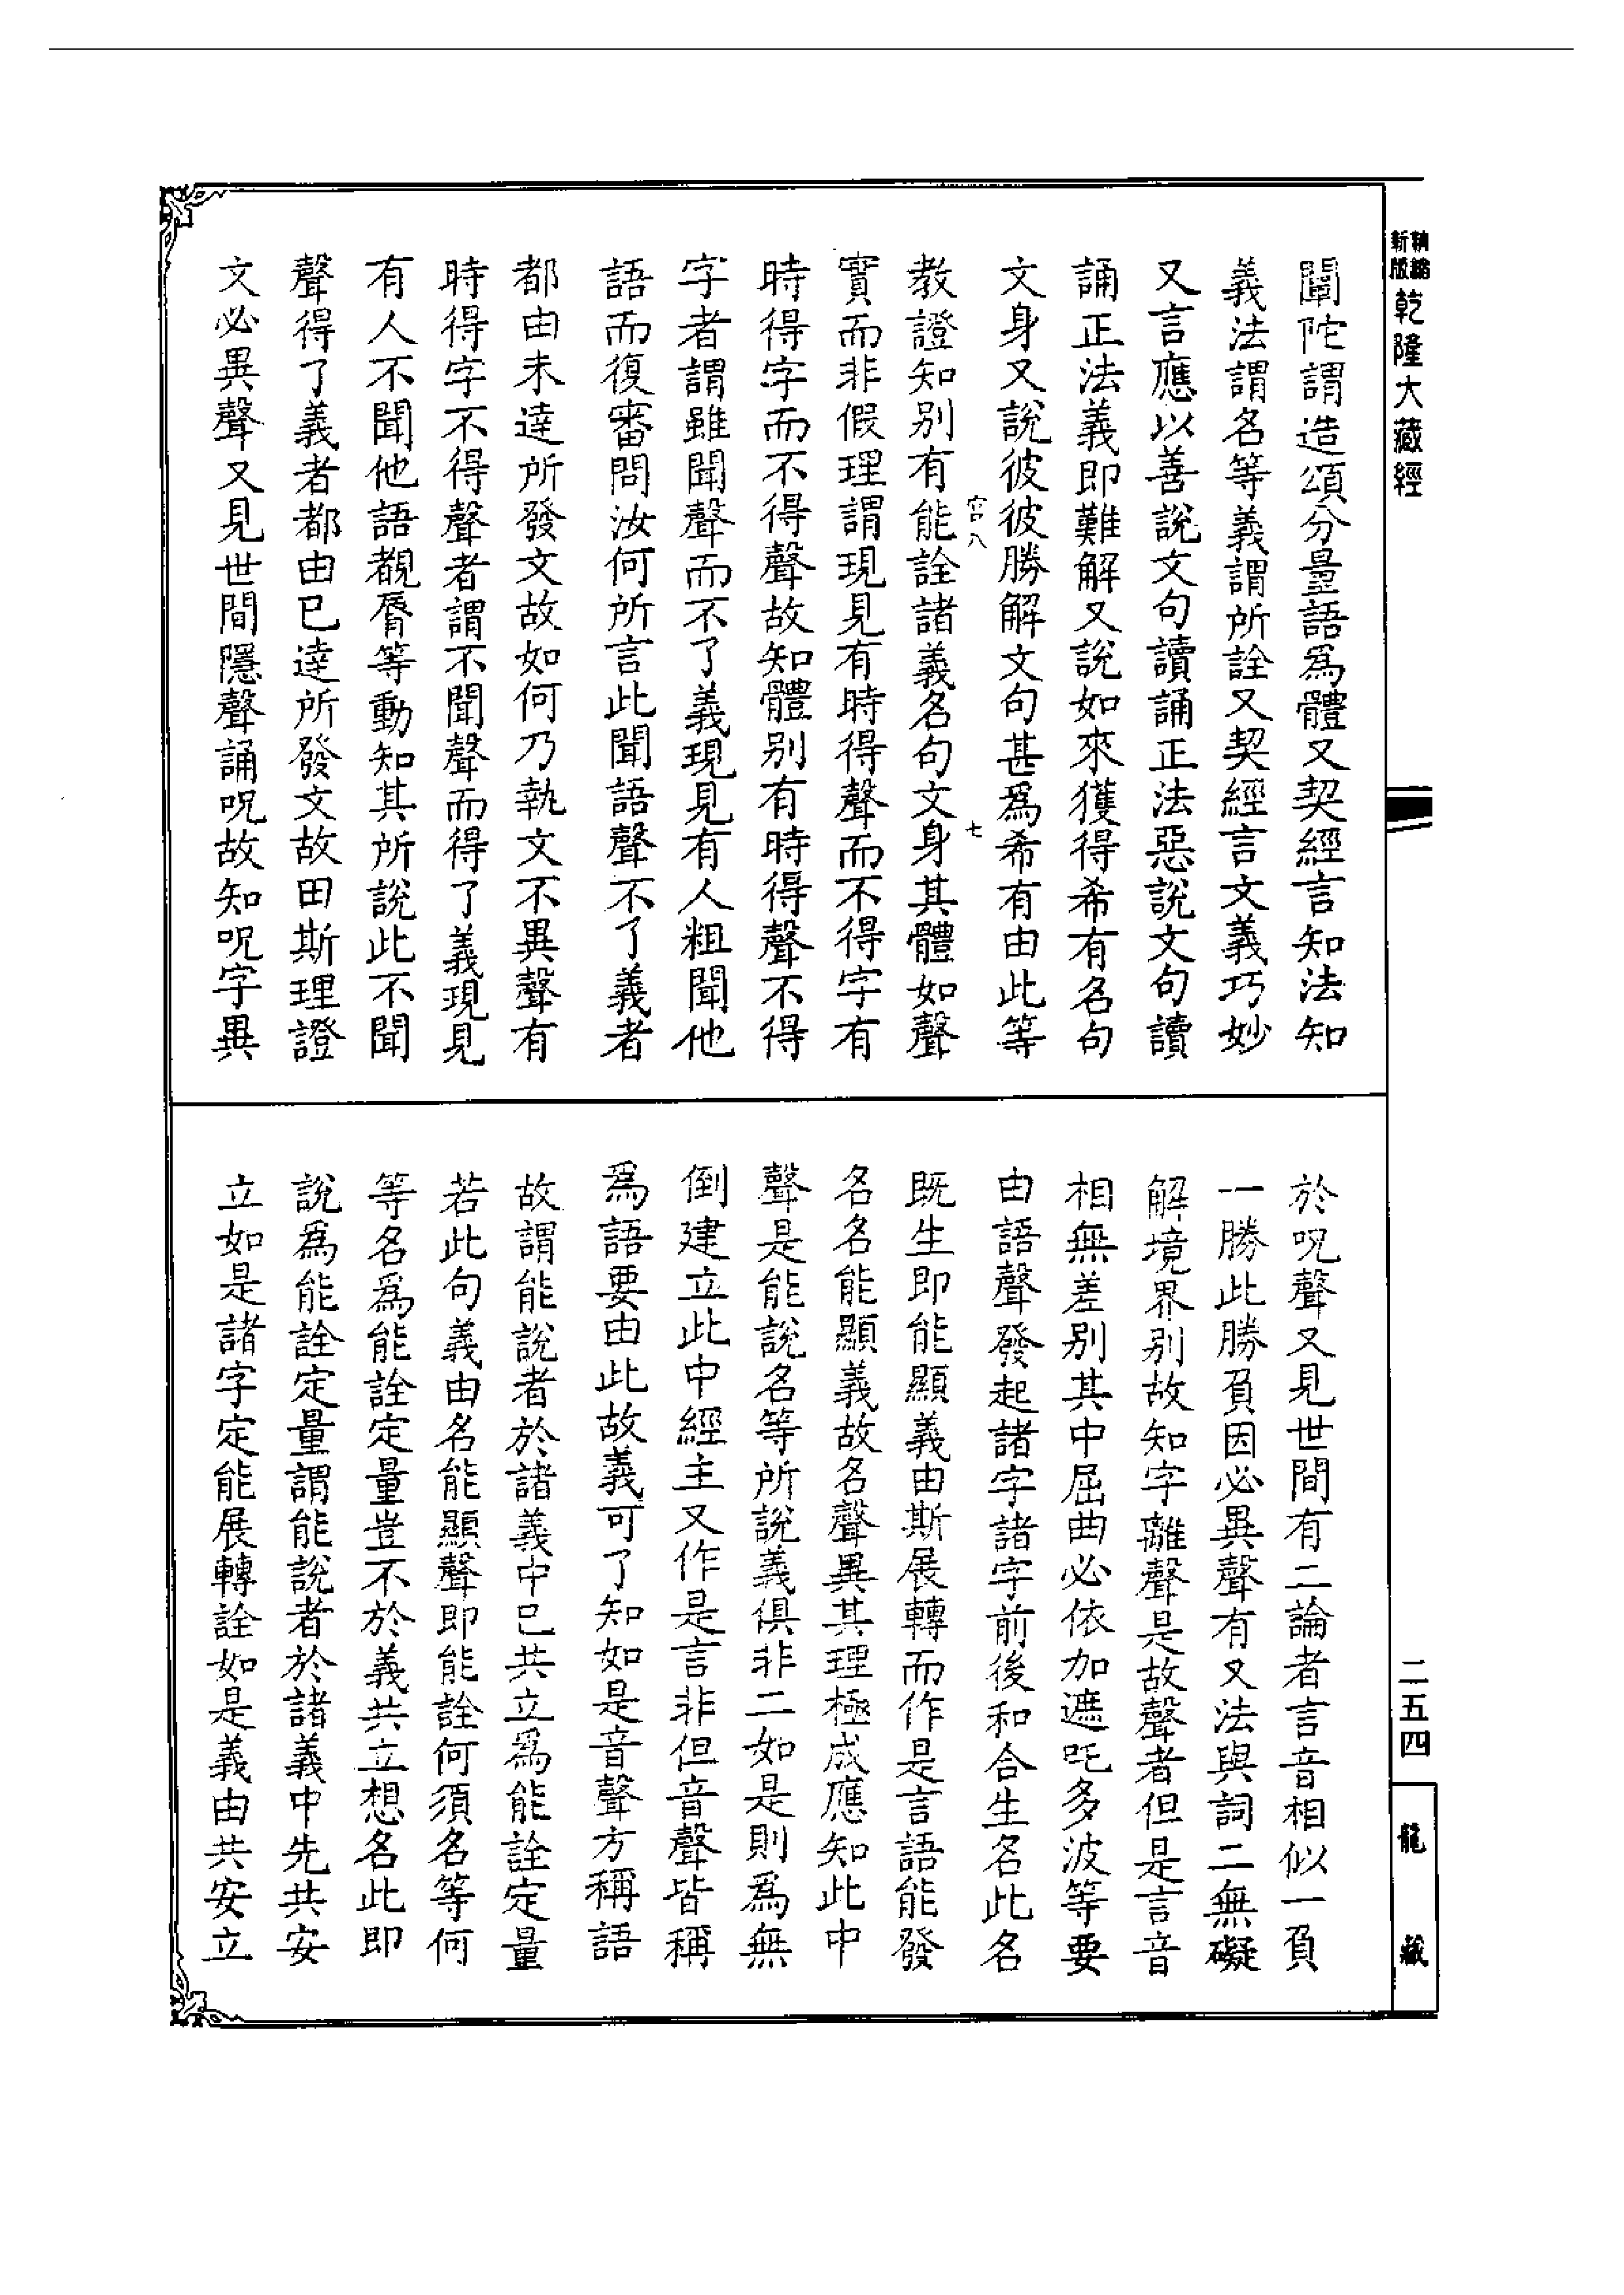 新版精縮乾隆大藏經
闡陀謂造頌分量語為體又契經言知法知
義法謂名等義謂所詮又契經言文義巧妙
又言應以善說文句讀誦正法惡說文句讀
誦正法義即難解又說如來獲得希有名句
文身又說彼彼勝解文句甚為希有由此等
宮八
七
教證知別有能詮諸義名句文身其體如聲
實而非假理謂現見有時得聲而不得字有
時得字而不得聲故知體別有時得聲不得
字者謂雖聞聲而不了義現見有人粗聞他
語而復審問汝何所言此聞語聲不了義者
都由未達所發文故如何乃執文不異聲有
時得字不得聲者謂不聞聲而得了義現見
有人不聞他語覩脣等動知其所說此不聞
聲得了義者都由已達所發文故由斯理證
文必異聲又見世間隱聲誦呪故知呪字異
於呪聲又見世間有二論者言音相似一負
一勝此勝負因必異聲有又法與詞二無礙
解境界別故知字離聲是故聲者但是言音
相無差別其中屈曲必依加遮吒多波等要
由語聲發起諸字諸字前後和合生名此名
既生即能顯義由斯展轉而作是言語能發
名名能顯義故名聲異其理極成應知此中
聲是能說名等所說義俱非二如是則為無
倒建立此中經主又作是言非但音聲皆稱
為語要由此故義可了知如是音聲方稱語
故謂能說者於諸義中已共立為能詮定量
若此句義由名能顯聲即能詮何須名等何
等名為能詮定量豈不於義共立想名此即
說為能詮定量謂能說者於諸義中先共安
立如是諸字定能展轉詮如是義由共安立
二五四
龍藏